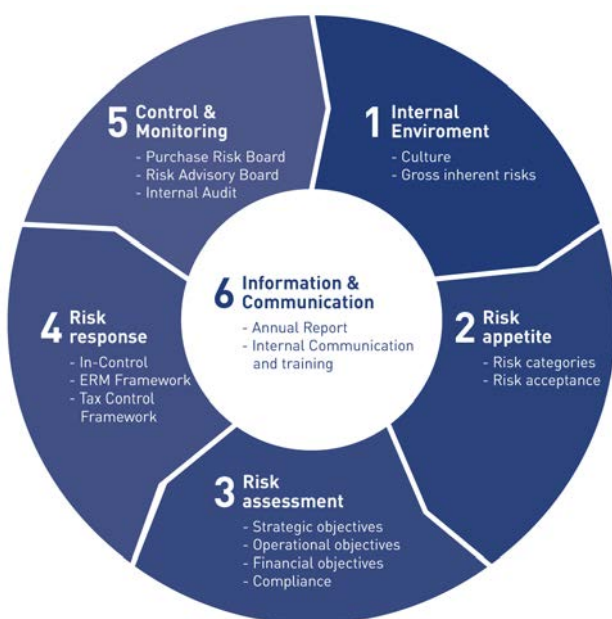 1 Internal
Enviroment
- Culture
- Gross inherent risks
2 Risk
appetite
- Risk categories
- Risk acceptance
3 Risk
assessment
- Strategic objectives
- Operational objectives
- Financial objectives
- Compliance
4 Risk
response
- In-Control
- ERM Framework
- Tax Control
Framework
5 Control &
Monitoring
- Purchase Risk Board
- Risk Advisory Board
- Internal Audit
6 Information &
Communication
- Annual Report
- Internal Communication
and training